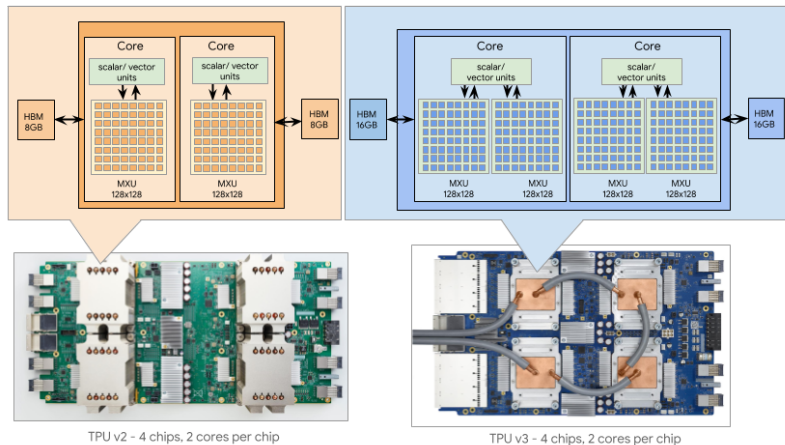 Core
Core
scalar/ vector
units
scalar/ vector
units
HBM
8GB
HBM
8GB
MXU
128x128
MXU
128x128
Core
Core
scalar/
vector units
scalar/
vector units
HBM
16GB
HBM
16GB
MXU
128x128
MXU
128x128
MXU
128x128
MXU
128x128
TPU v2 - 4 chips, 2 cores per chip
TPU v3 - 4 chips, 2 cores per chip